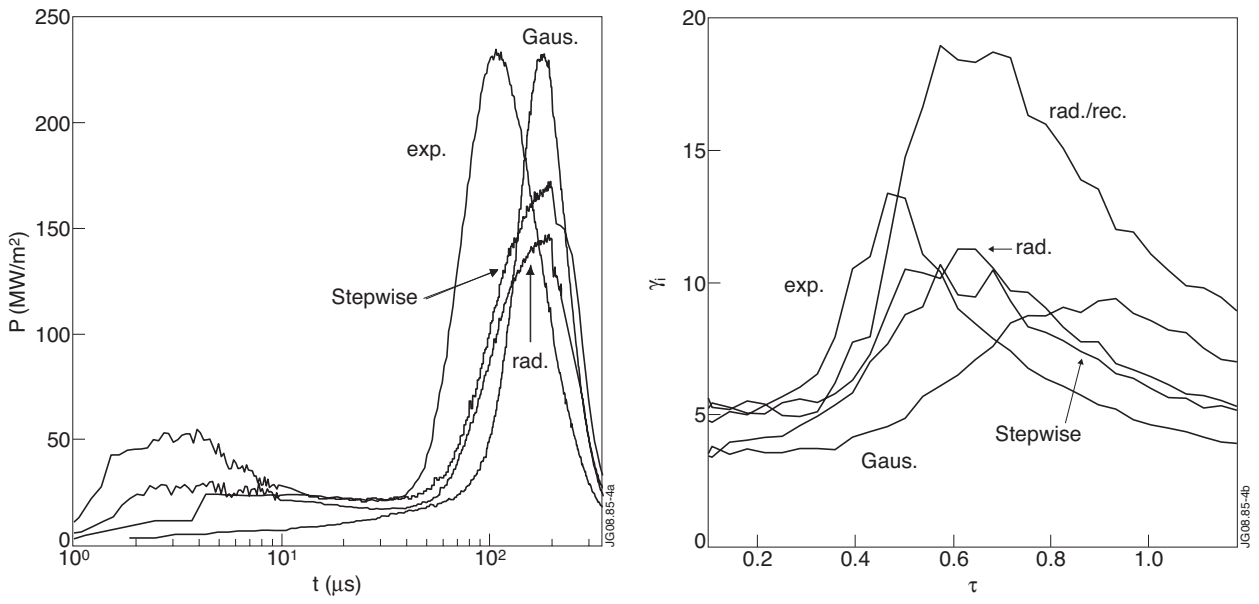 250
200
150
100
50
0
P (MW/m²)
10⁰
10¹
10²
t (μs)
Gaus.
exp.
Stepwise
rad.
JG08.85-4a
20
15
10
5
0
γᵢ
0.2
0.4
0.6
0.8
1.0
τ
rad./rec.
rad.
exp.
Stepwise
Gaus.
JG08.85-4b